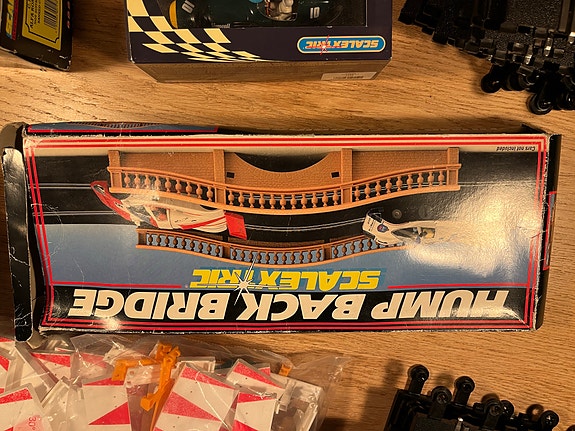 SCALEXTRIC
Cars not included
SCALEXTRIC
HUMP BACK BRIDGE